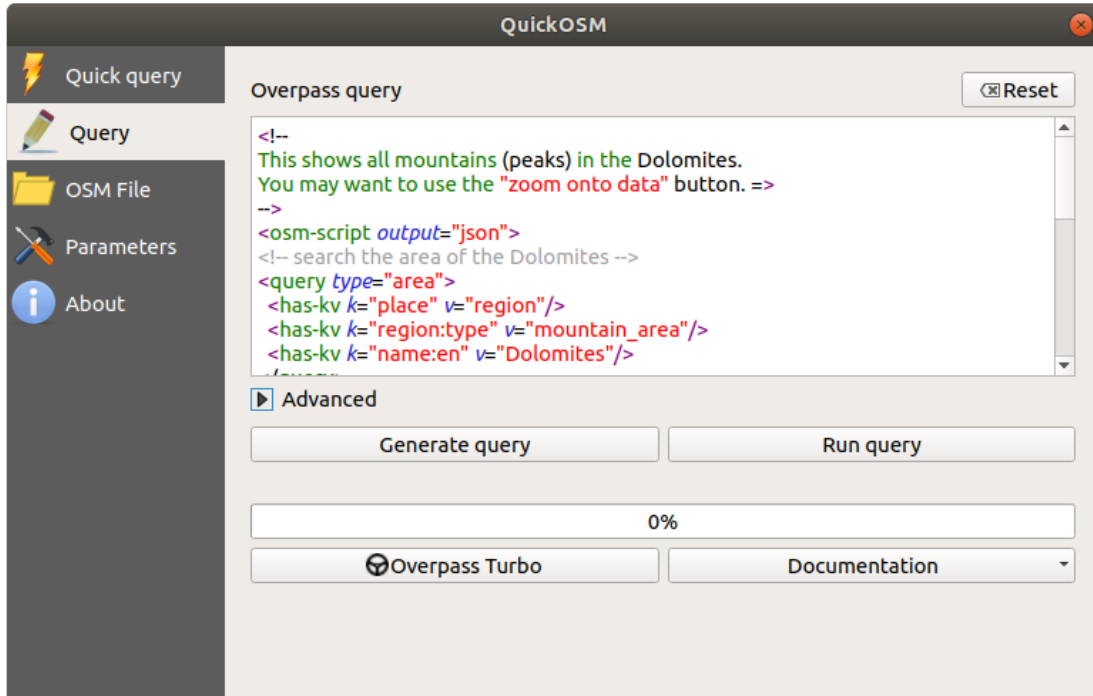 QuickOSM
Quick query
Query
OSM File
Parameters
About
Overpass query
Reset
<!--
This shows all mountains (peaks) in the Dolomites.
You may want to use the "zoom onto data" button. =>
-->
<osm-script output="json">
<!-- search the area of the Dolomites -->
<query type="area">
<has-kv k="place" v="region"/>
<has-kv k="region:type" v="mountain_area"/>
<has-kv k="name:en" v="Dolomites"/>
Advanced
Generate query
Run query
0%
Overpass Turbo
Documentation